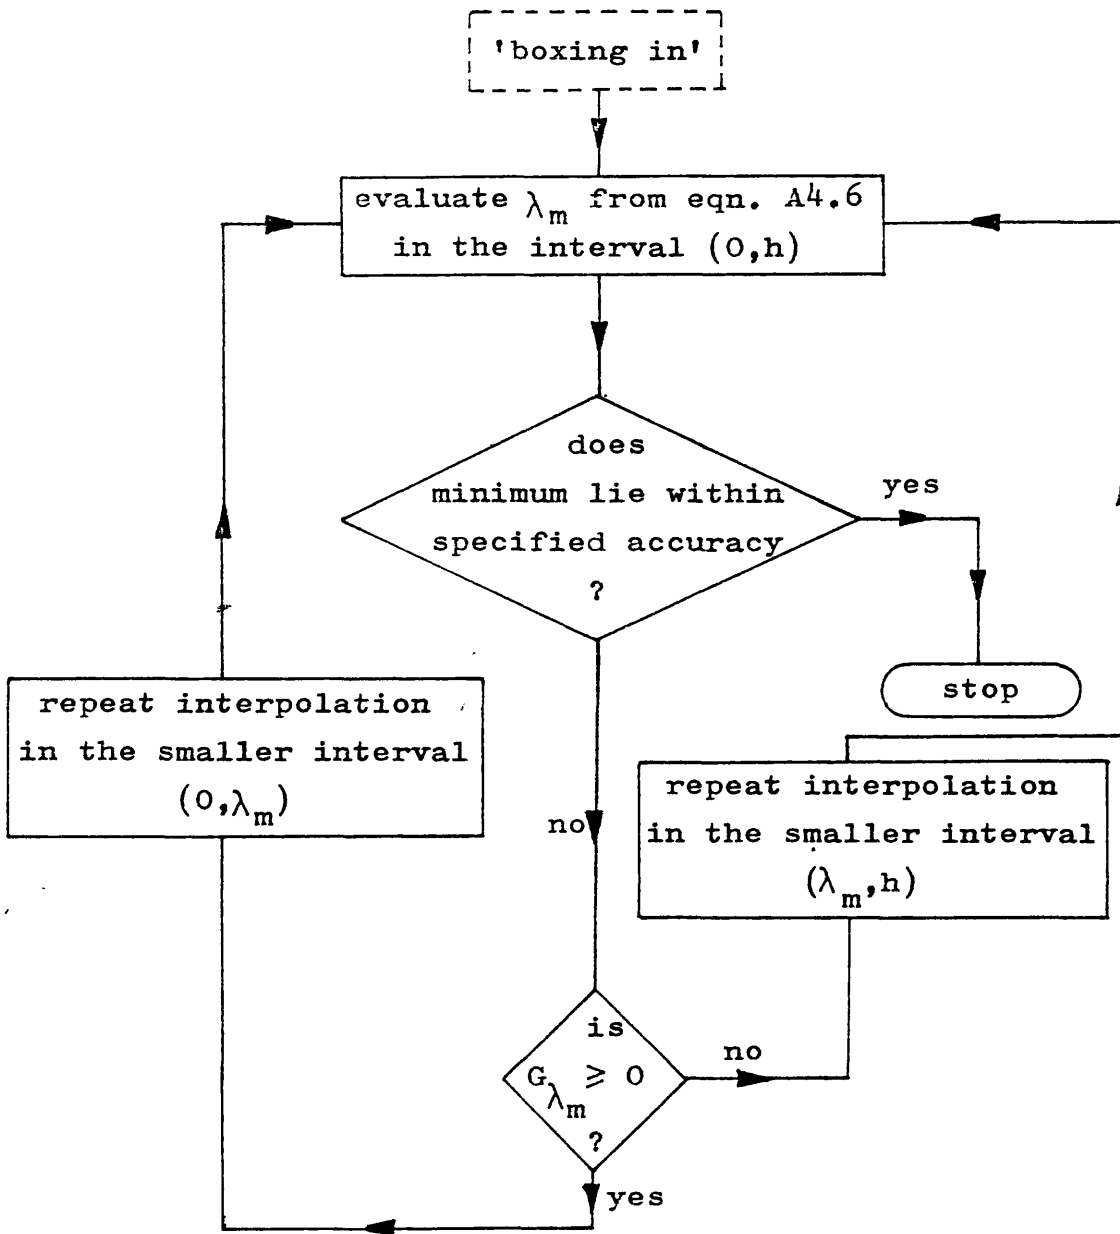 'boxing in'
evaluate λm from eqn. A4.6
in the interval (0,h)
does
minimum lie within
specified accuracy
?
yes
stop
repeat interpolation
in the smaller interval
(0,λm)
no
repeat interpolation
in the smaller interval
(λm,h)
is
Gλm ⩾ 0
?
no
yes